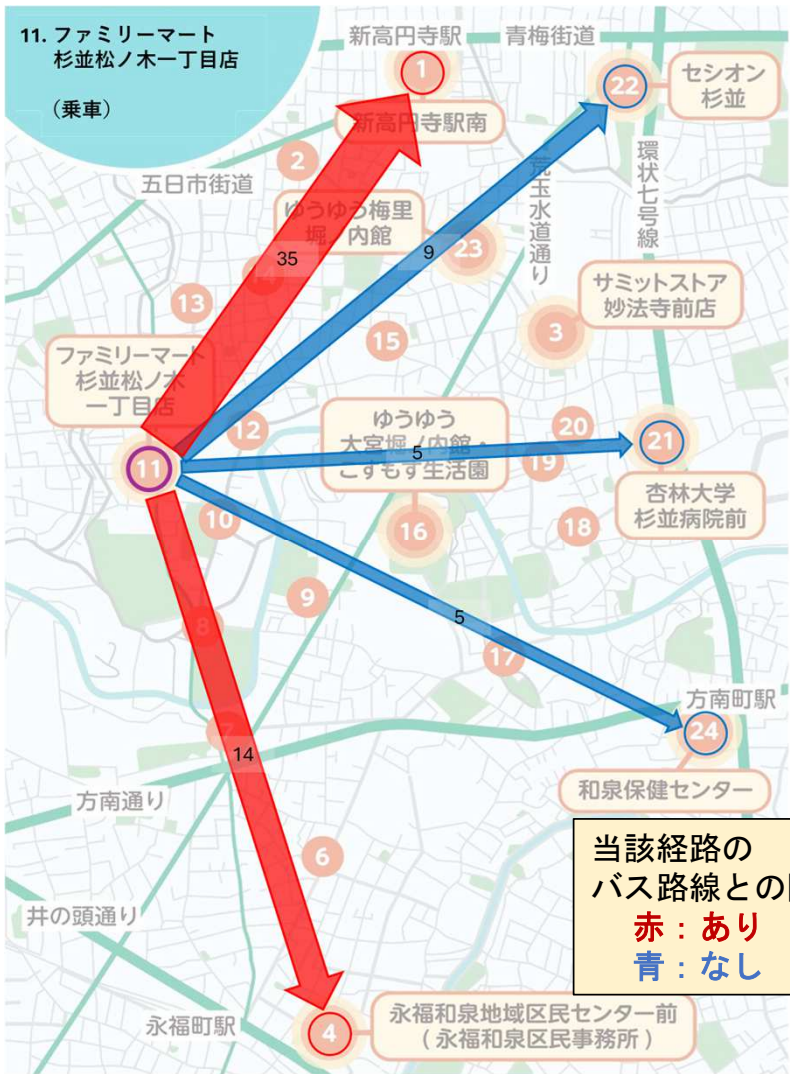 11. ファミリーマート
杉並松ノ木一丁目店
(乗車)
新高円寺駅
青梅街道
1
22
セシオン
杉並
新高円寺駅南
2
五日市街道
荒玉水道通り
環状七号線
ゆうゆう梅里
堀ノ内館
23
35
9
サミットストア
妙法寺前店
13
3
15
ファミリーマート
杉並松ノ木
一丁目店
12
ゆうゆう
大宮堀ノ内館・
こすもす生活園
5
20
21
19
11
杏林大学
杉並病院前
10
16
18
9
5
8
17
方南町駅
7
24
14
方南通り
和泉保健センター
6
当該経路の
バス路線との
赤:あり
青:なし
井の頭通り
永福町駅
4
永福和泉地域区民センター前
(永福和泉区民事務所)